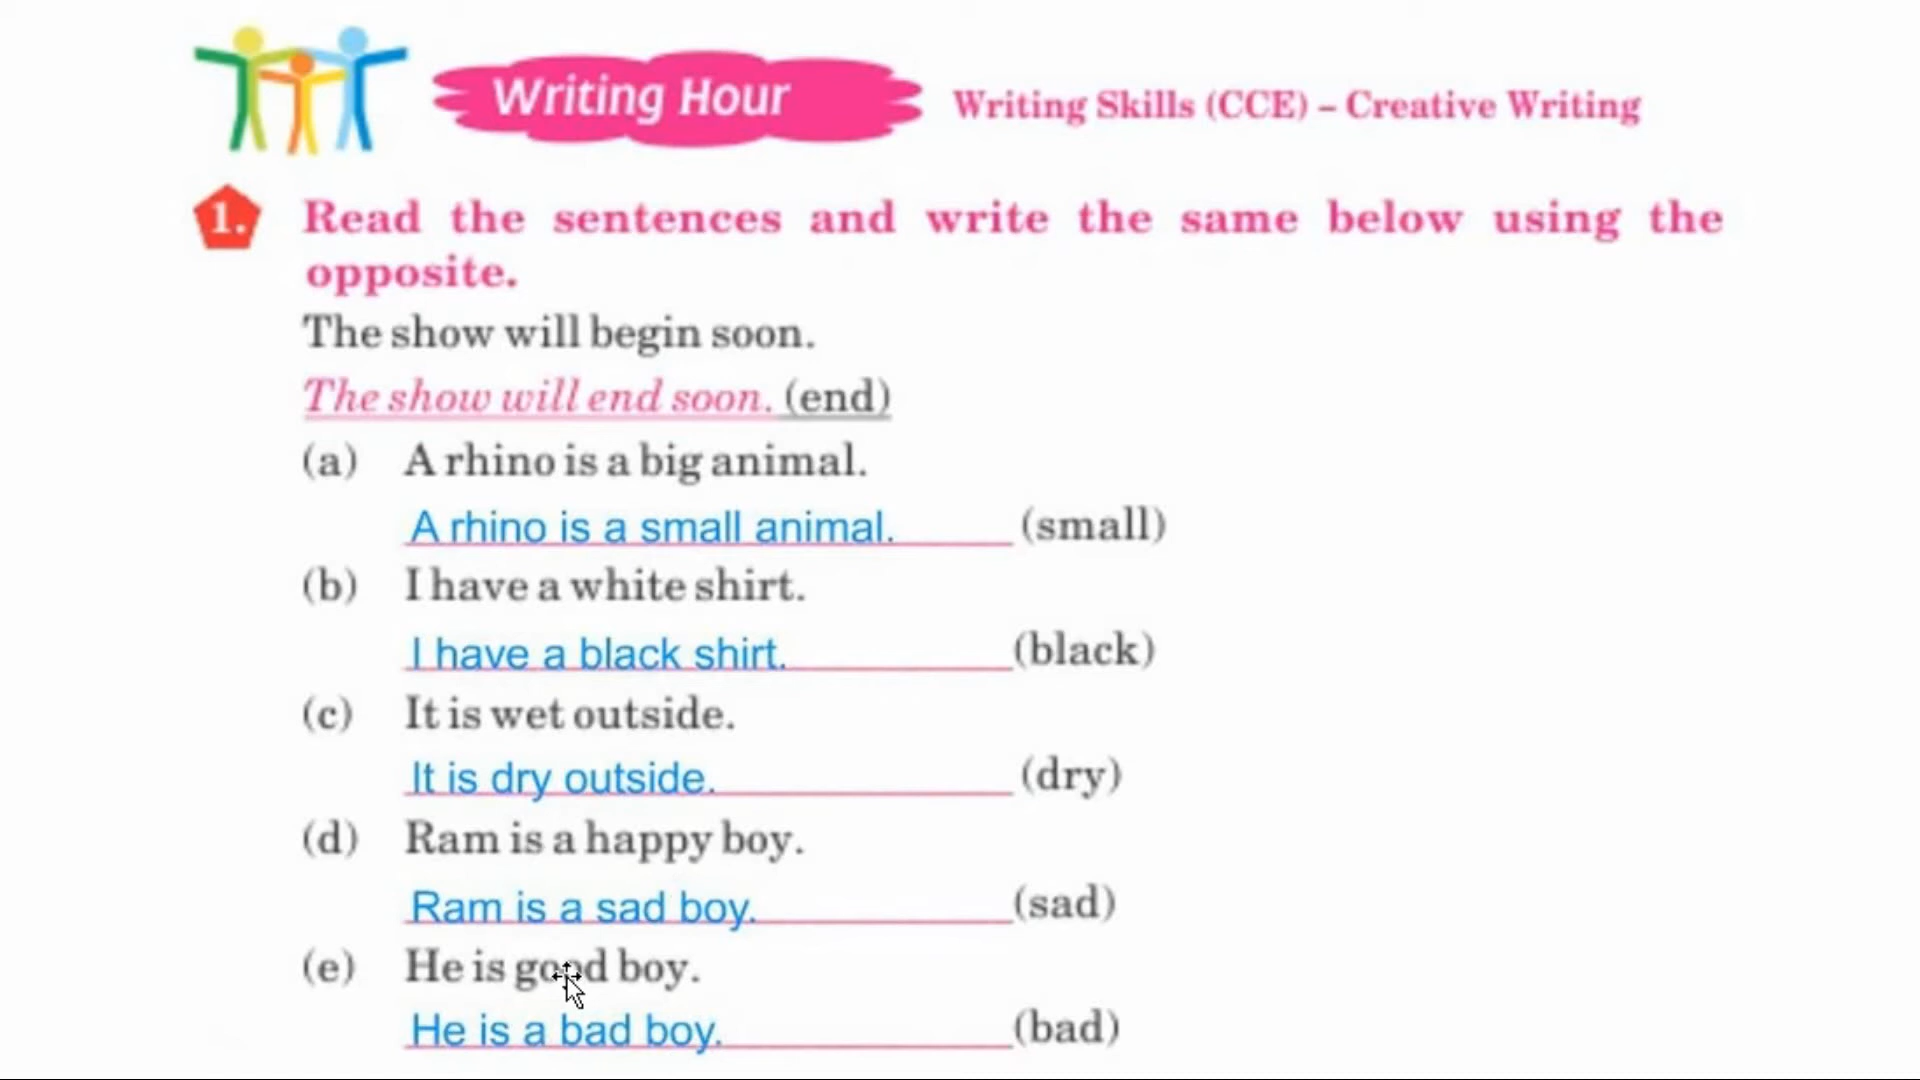 Writing Hour Writing Skills (CCE) – Creative Writing
1. Read the sentences and write the same below using the
opposite.
The show will begin soon.
The show will end soon. (end)
(a) A rhino is a big animal.
A rhino is a small animal. (small)
(b) I have a white shirt.
I have a black shirt. (black)
(c) It is wet outside.
It is dry outside. (dry)
(d) Ram is a happy boy.
Ram is a sad boy. (sad)
(e) He is good boy.
He is a bad boy. (bad)